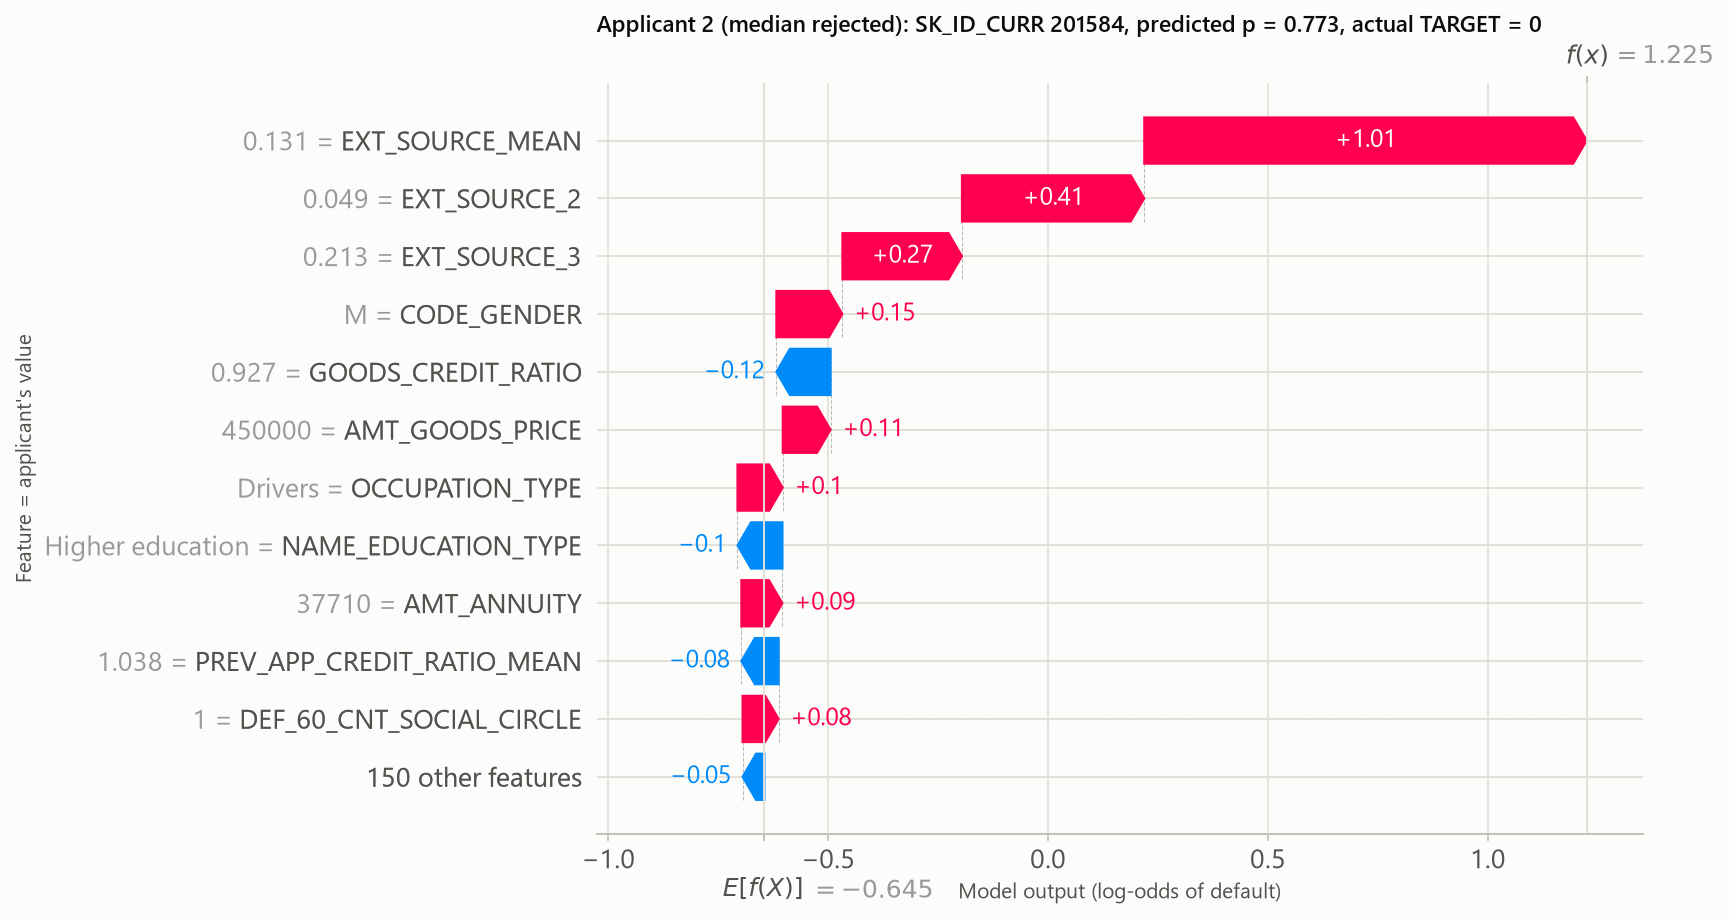 Applicant 2 (median rejected): SK_ID_CURR 201584, predicted p = 0.773, actual TARGET = 0
f(x) = 1.225
0.131 = EXT_SOURCE_MEAN
+1.01
0.049 = EXT_SOURCE_2
+0.41
0.213 = EXT_SOURCE_3
+0.27
M = CODE_GENDER
+0.15
0.927 = GOODS_CREDIT_RATIO
−0.12
450000 = AMT_GOODS_PRICE
+0.11
Drivers = OCCUPATION_TYPE
+0.1
Higher education = NAME_EDUCATION_TYPE
−0.1
37710 = AMT_ANNUITY
+0.09
1.038 = PREV_APP_CREDIT_RATIO_MEAN
−0.08
1 = DEF_60_CNT_SOCIAL_CIRCLE
+0.08
150 other features
−0.05
Feature = applicant's value
−1.0 −0.5 0.0 0.5 1.0
E[f(X)] = −0.645
Model output (log-odds of default)